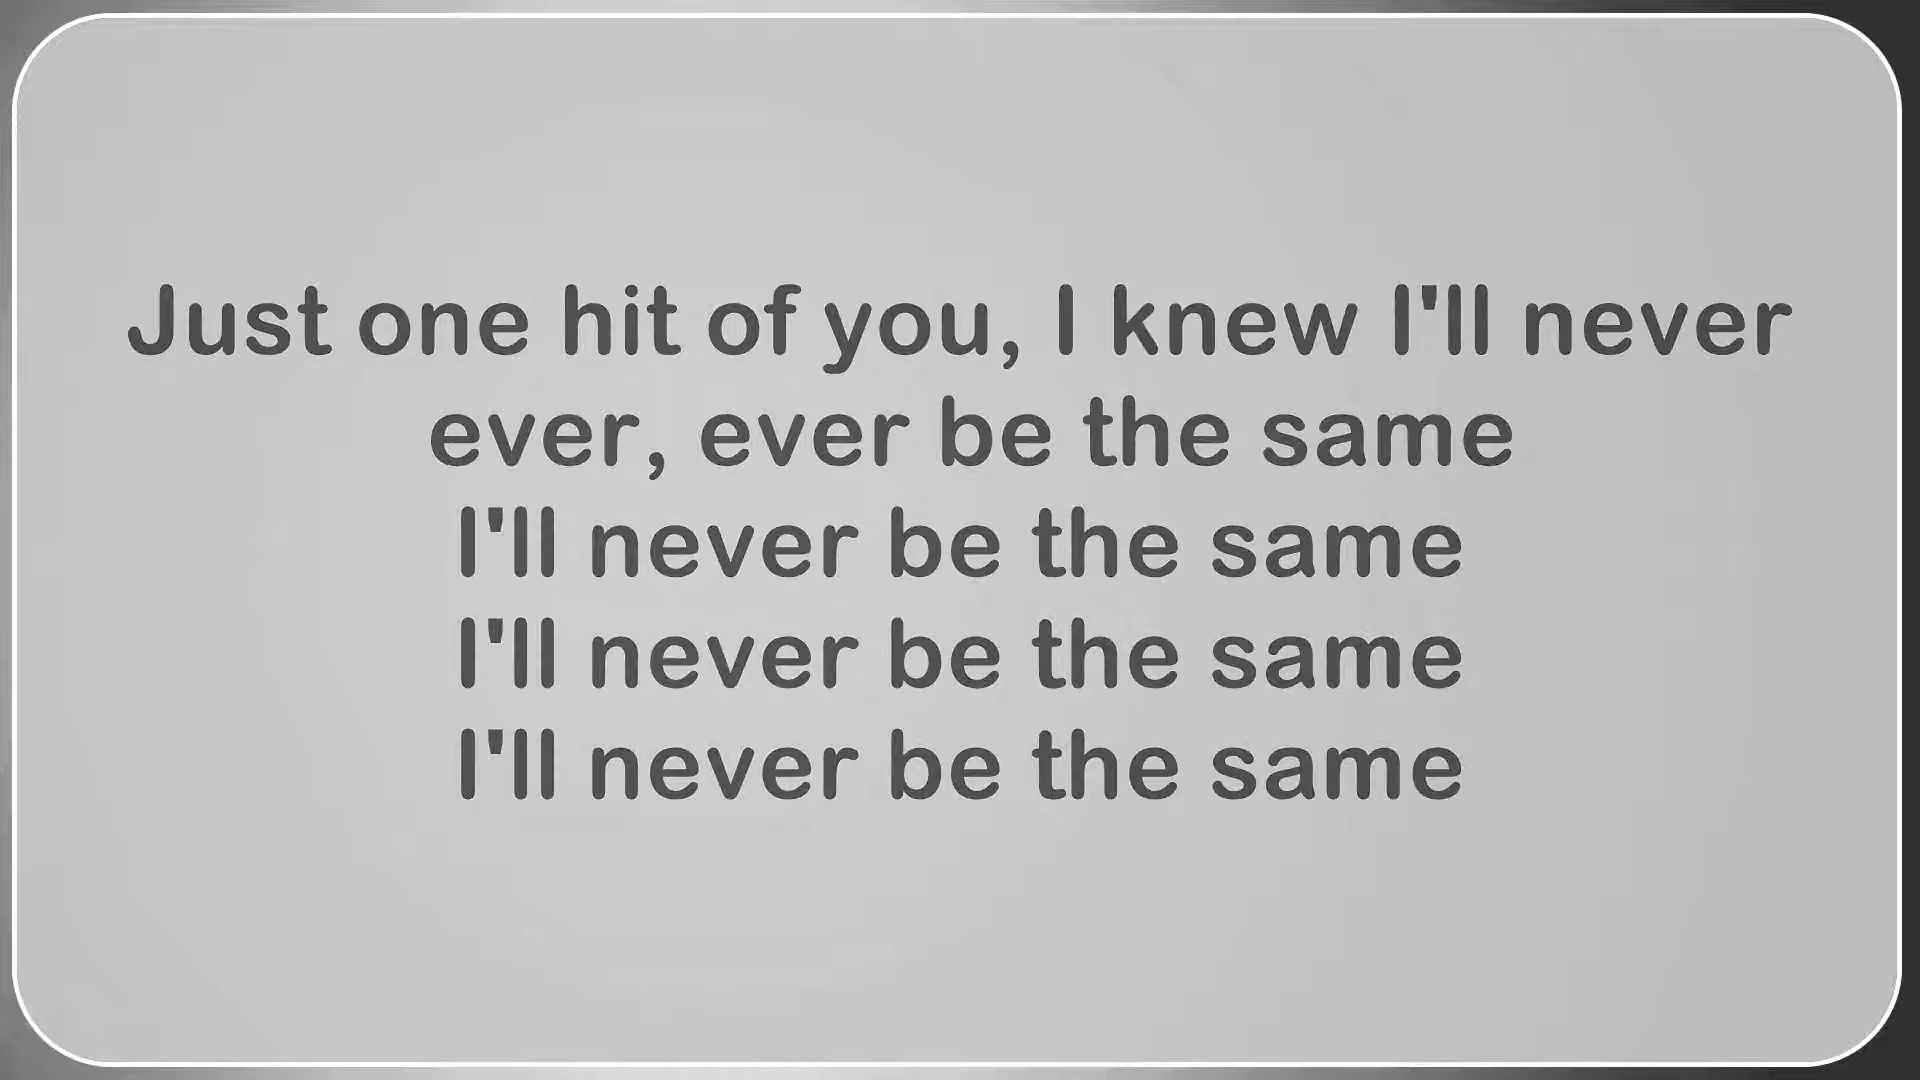 Just one hit of you, I knew I'll never
ever, ever be the same
I'll never be the same
I'll never be the same
I'll never be the same